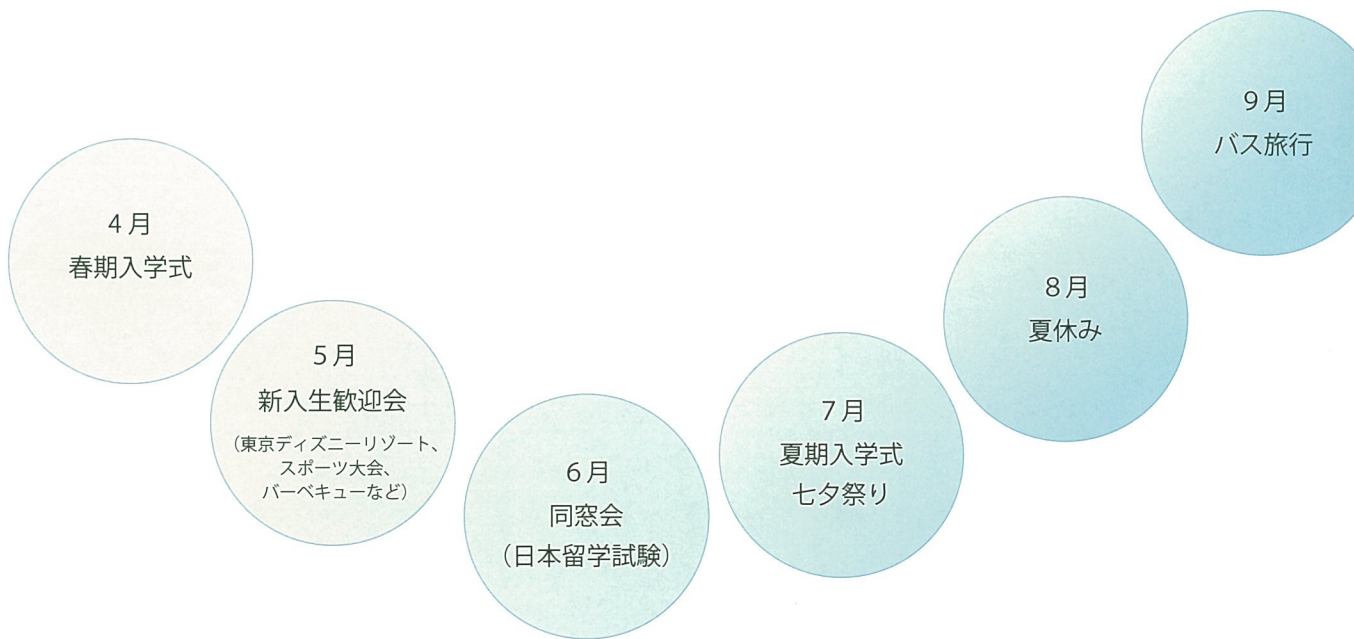 4月
春期入学式
5月
新入生歓迎会
（東京ディズニーリゾート、
スポーツ大会、
バーベキューなど）
6月
同窓会
（日本留学試験）
7月
夏期入学式
七夕祭り
8月
夏休み
9月
バス旅行